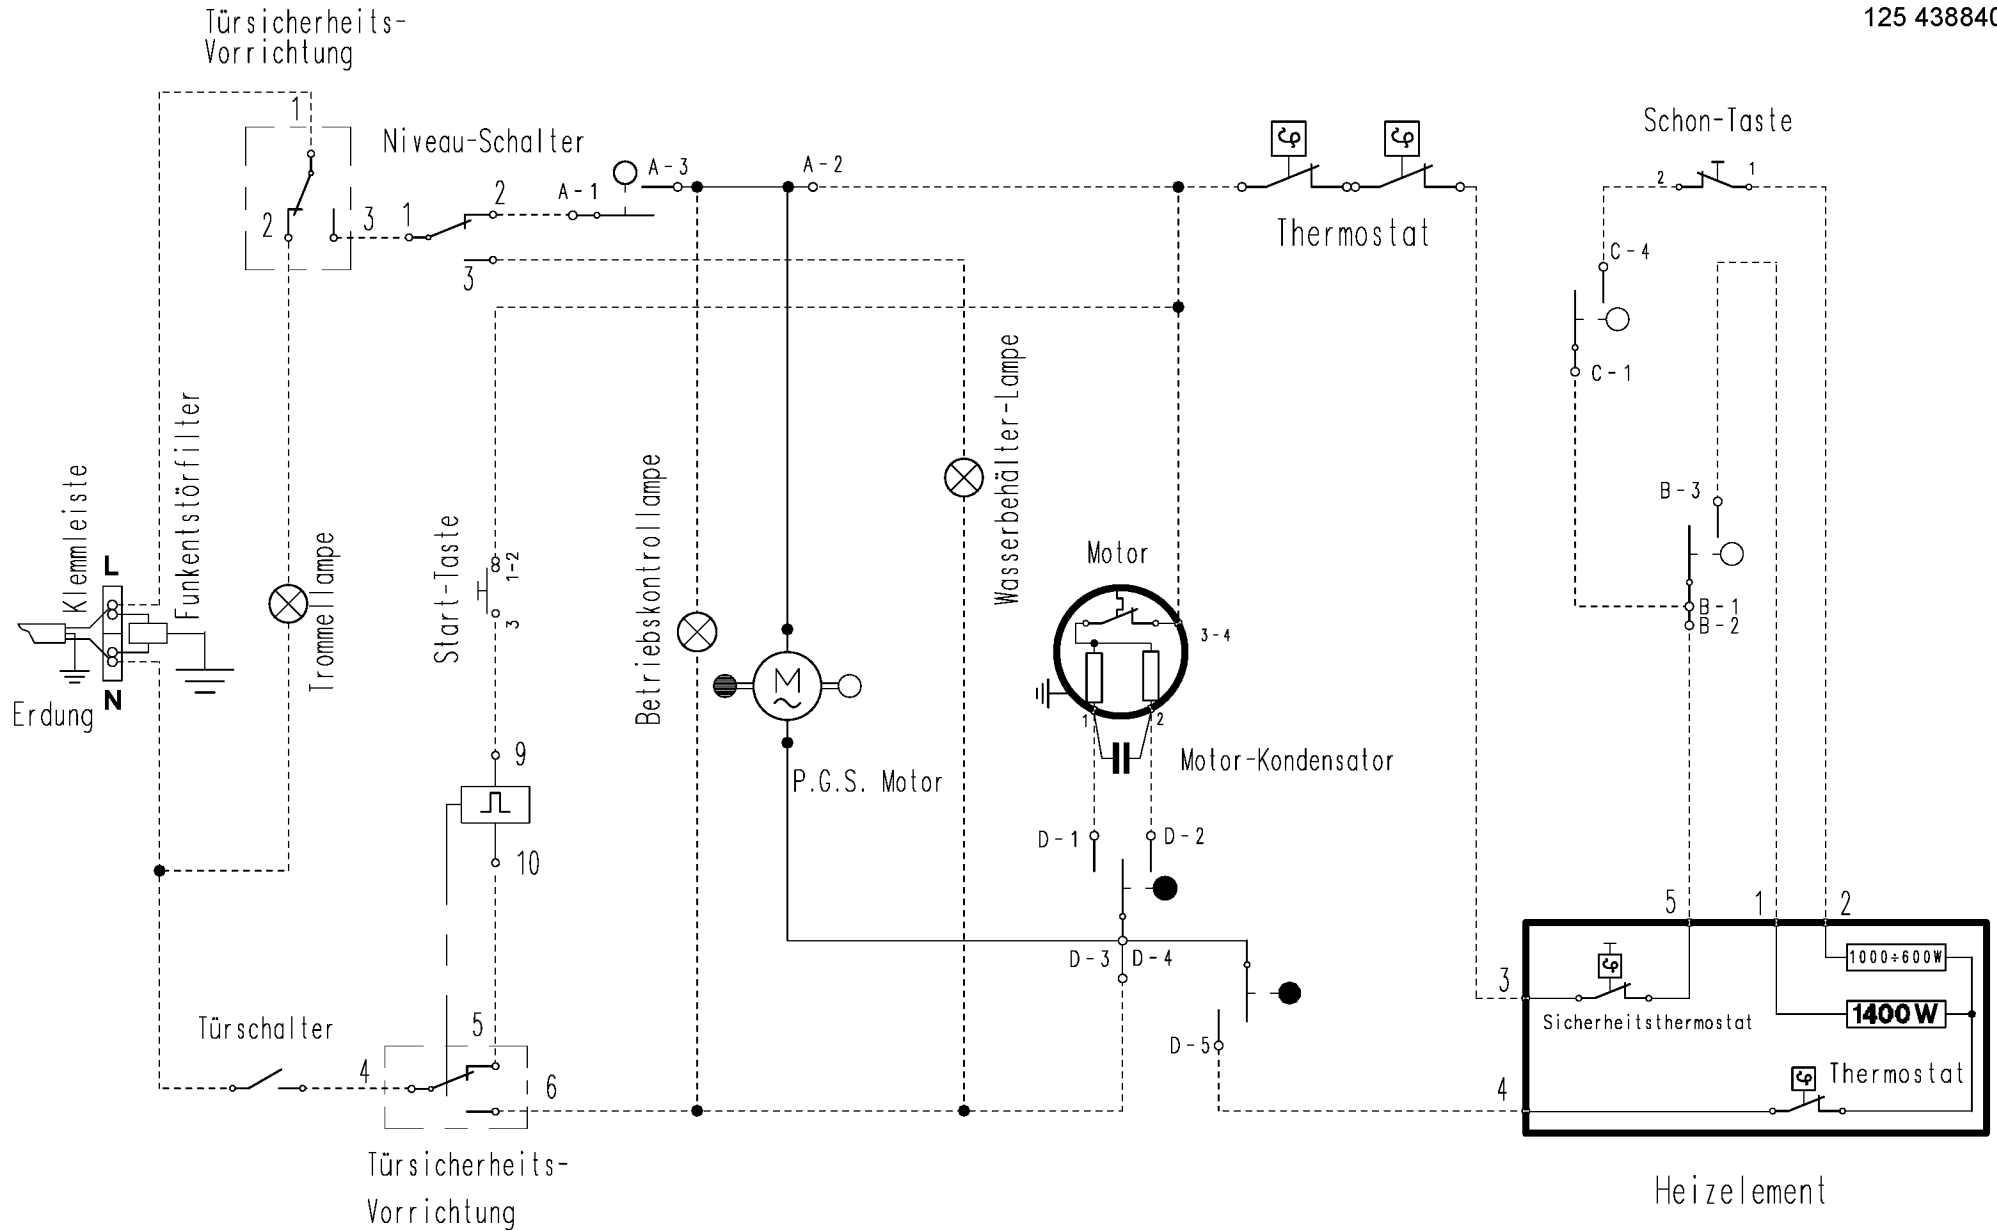 125 438840
Türsicherheits-
Vorrichtung
1
2
3
Niveau-Schalter
1
2
3
A-1
A-3
A-2
Thermostat
Schon-Taste
2
1
C-4
C-1
B-3
B-1
B-2
Klemmleiste
Funkentstörfilter
L
N
Erdung
Trommellampe
Start-Taste
1-2
3
Betriebskontrollampe
Wasserbehälter-Lampe
Motor
3-4
1
2
M
P.G.S. Motor
Motor-Kondensator
9
10
D-1
D-2
D-3
D-4
D-5
Türschalter
4
5
6
Türsicherheits-
Vorrichtung
5
1
2
3
4
1000÷600W
1400W
Sicherheitsthermostat
Thermostat
Heizelement